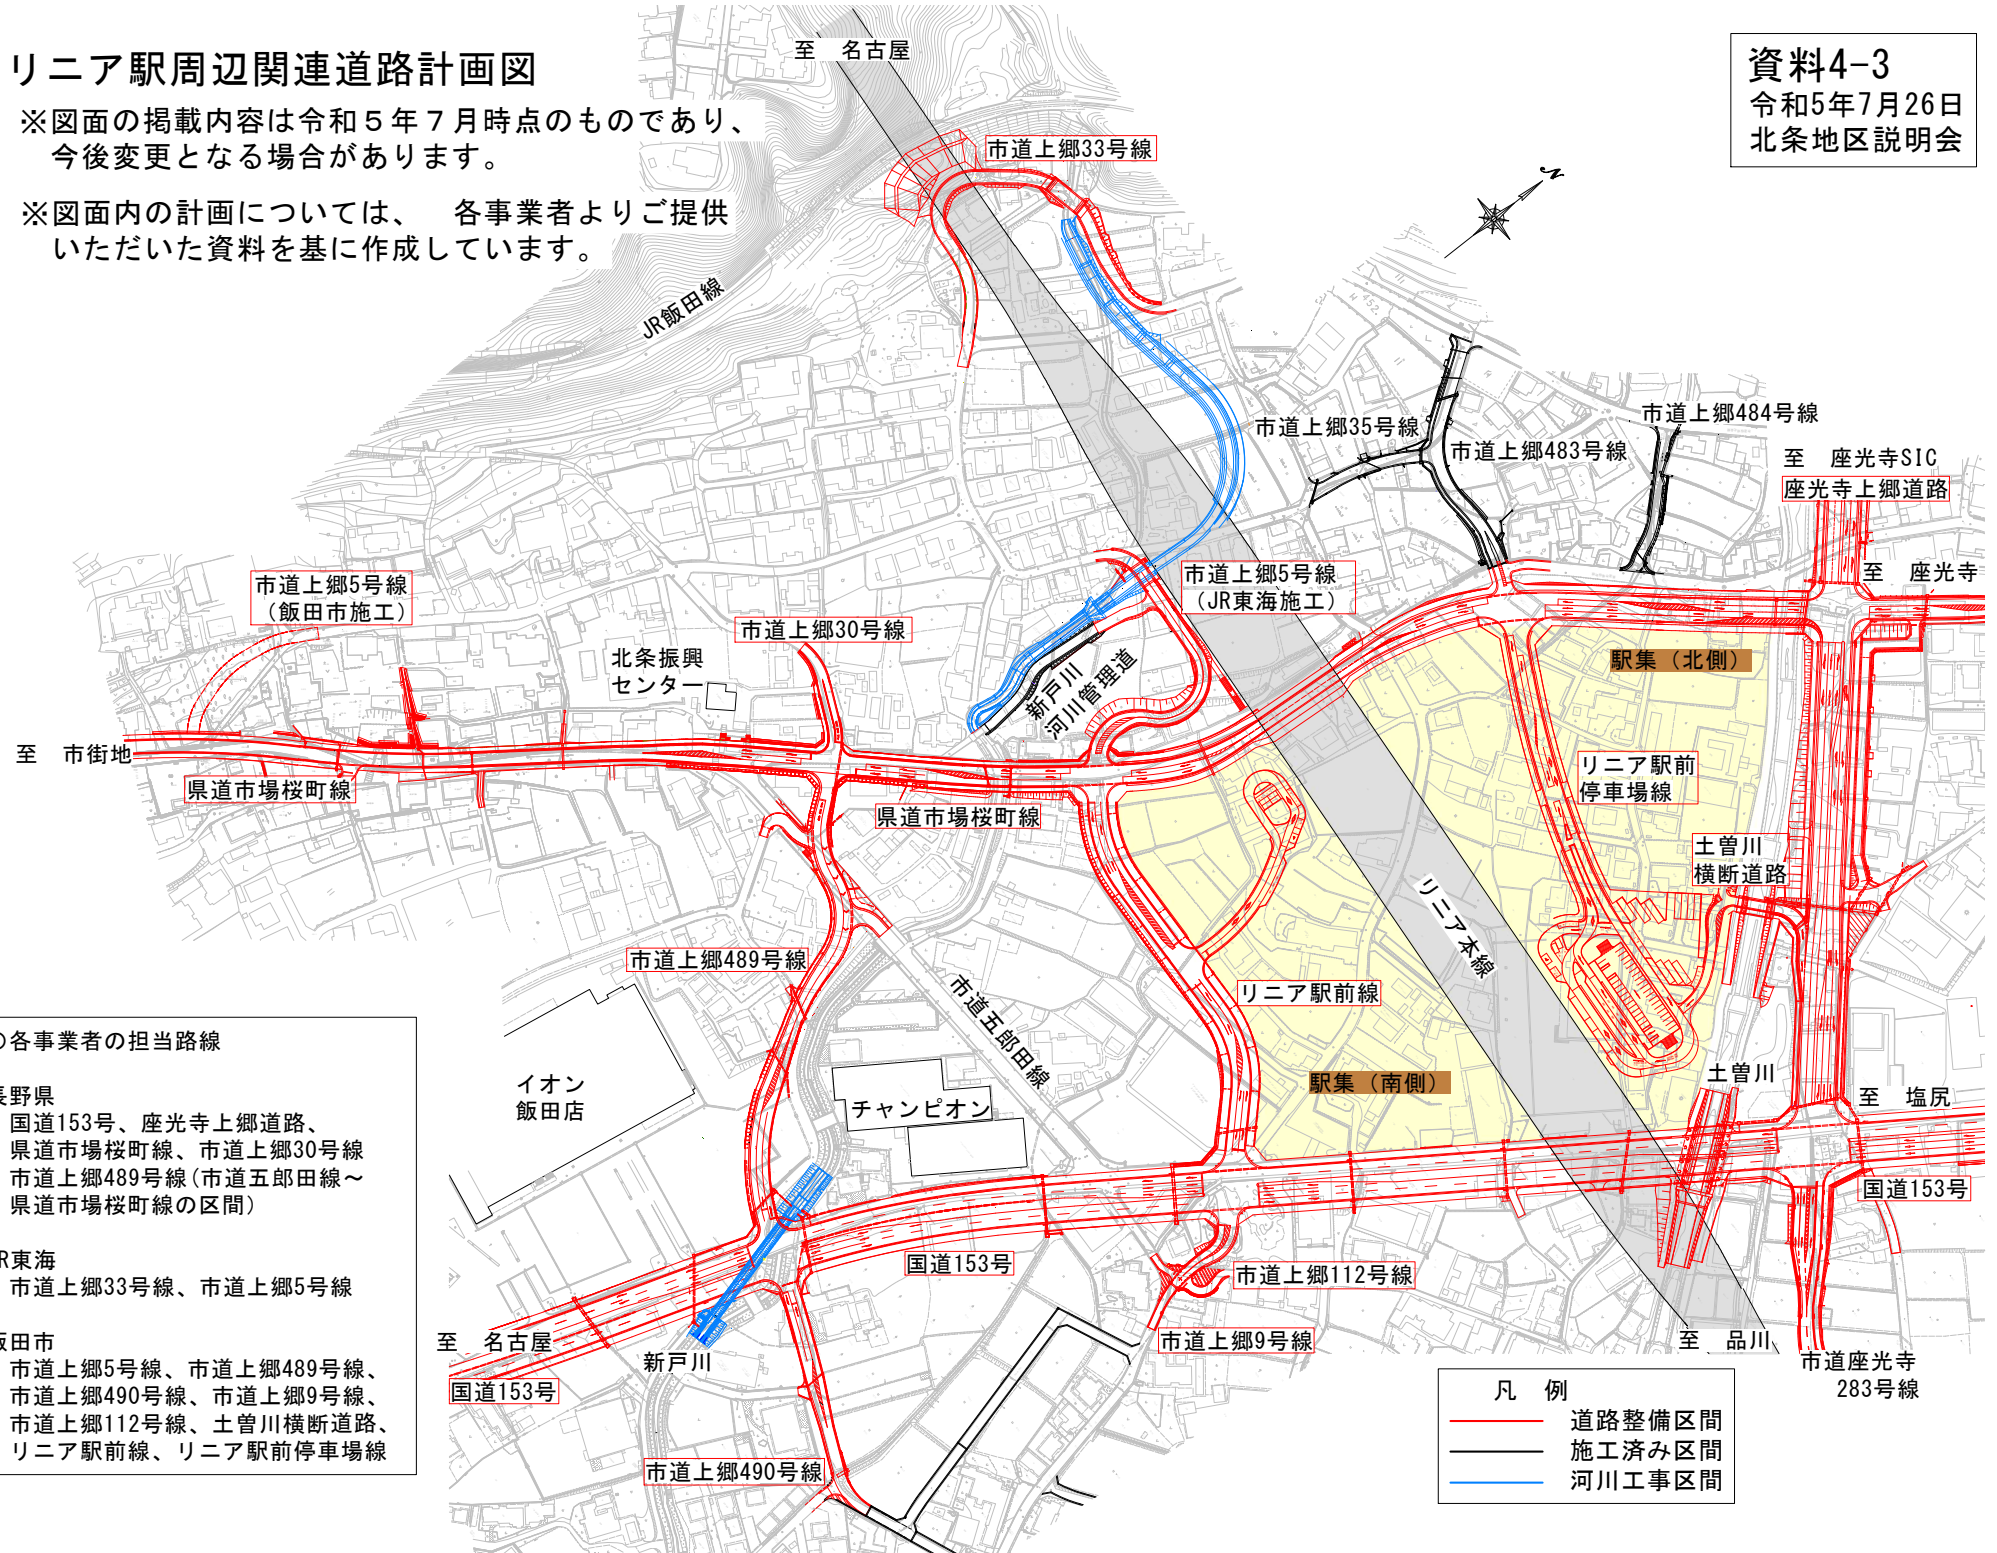 リニア駅周辺関連道路計画図
※図面の掲載内容は令和５年７月時点のものであり、
今後変更となる場合があります。
※図面内の計画については、　各事業者よりご提供
いただいた資料を基に作成しています。
資料4-3
令和5年7月26日
北条地区説明会
至　名古屋
市道上郷33号線
N
JR飯田線
452
市道上郷35号線
市道上郷483号線
市道上郷484号線
至　座光寺SIC
座光寺上郷道路
至　座光寺
市道上郷5号線
（飯田市施工）
市道上郷5号線
（JR東海施工）
市道上郷30号線
北条振興
センター
新戸川
河川管理道
駅集（北側）
至　市街地
県道市場桜町線
県道市場桜町線
リニア駅前
停車場線
土曽川
横断道路
リニア本線
市道上郷489号線
市道五郎田線
リニア駅前線
イオン
飯田店
チャンピオン
駅集（南側）
土曽川
至　塩尻
国道153号
国道153号
市道上郷112号線
市道上郷9号線
至　名古屋
国道153号
新戸川
市道上郷490号線
至　品川
市道座光寺
283号線
の各事業者の担当路線
長野県
国道153号、座光寺上郷道路、
県道市場桜町線、市道上郷30号線
市道上郷489号線(市道五郎田線～
県道市場桜町線の区間)
JR東海
市道上郷33号線、市道上郷5号線
飯田市
市道上郷5号線、市道上郷489号線、
市道上郷490号線、市道上郷9号線、
市道上郷112号線、土曽川横断道路、
リニア駅前線、リニア駅前停車場線
凡　例
道路整備区間
施工済み区間
河川工事区間